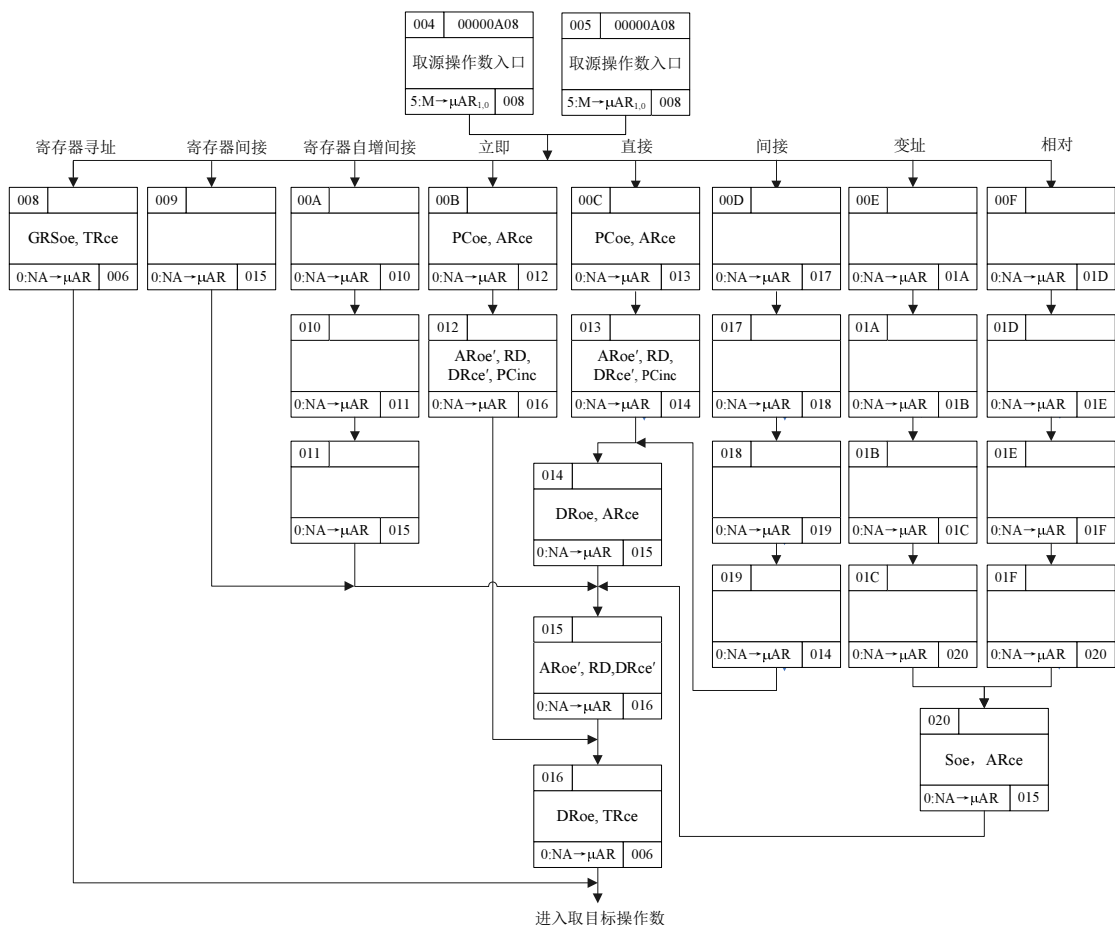 004 00000A08
取源操作数入口
5:M→μAR1,0 008
005 00000A08
取源操作数入口
5:M→μAR1,0 008
寄存器寻址 寄存器间接 寄存器自增间接 立即 直接 间接 变址 相对
008
GRSoe, TRce
0:NA→μAR 006
009
0:NA→μAR 015
00A
0:NA→μAR 010
00B
PCoe, ARce
0:NA→μAR 012
00C
PCoe, ARce
0:NA→μAR 013
00D
0:NA→μAR 017
00E
0:NA→μAR 01A
00F
0:NA→μAR 01D
010
0:NA→μAR 011
012
ARoe′, RD,
DRce′, PCinc
0:NA→μAR 016
013
ARoe′, RD,
DRce′, PCinc
0:NA→μAR 014
017
0:NA→μAR 018
01A
0:NA→μAR 01B
01D
0:NA→μAR 01E
011
0:NA→μAR 015
014
DRoe, ARce
0:NA→μAR 015
018
0:NA→μAR 019
01B
0:NA→μAR 01C
01E
0:NA→μAR 01F
015
ARoe′, RD,DRce′
0:NA→μAR 016
019
0:NA→μAR 014
01C
0:NA→μAR 020
01F
0:NA→μAR 020
016
DRoe, TRce
0:NA→μAR 006
020
Soe，ARce
0:NA→μAR 015
进入取目标操作数